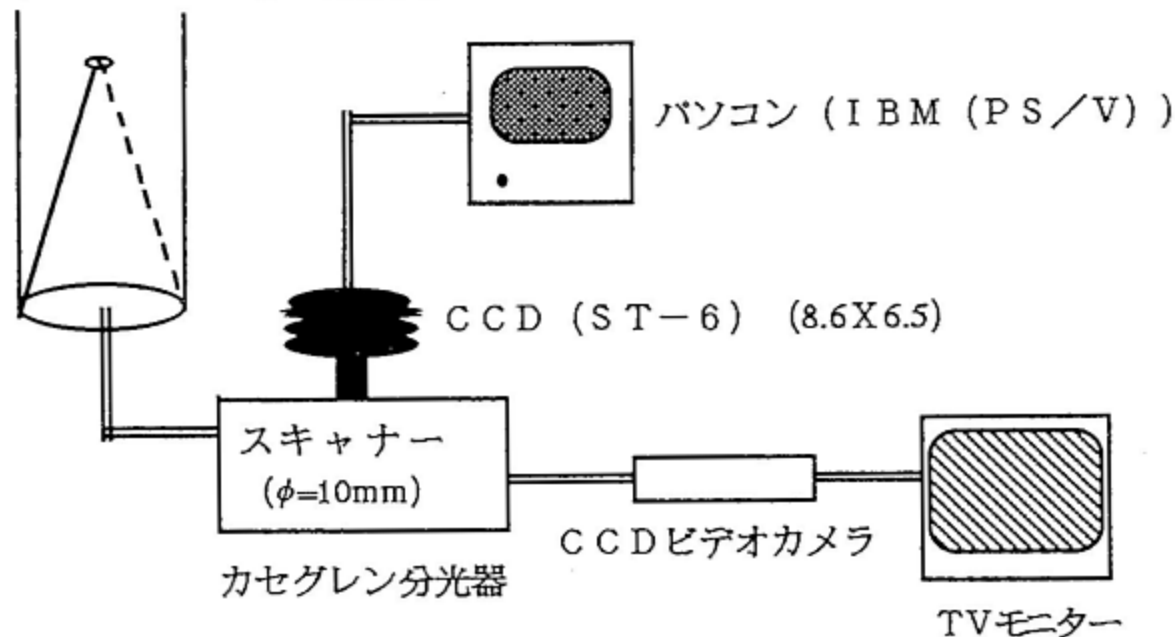 パソコン (IBM (PS/V))
CCD (ST-6) (8.6X6.5)
スキャナー
(φ=10mm)
カセグレン分光器
CCDビデオカメラ
TVモニター